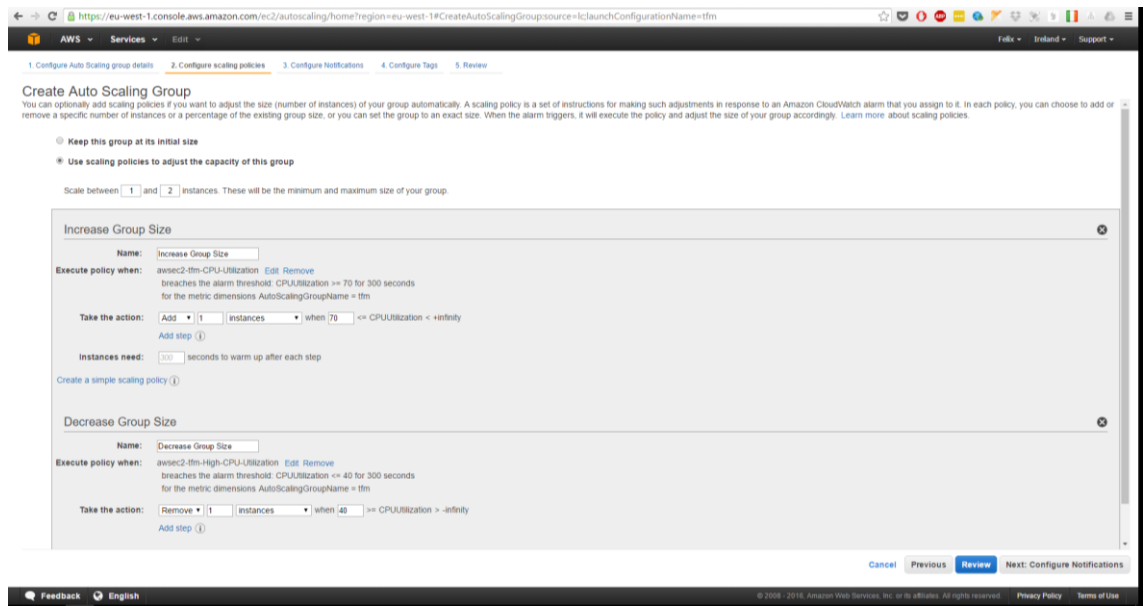 https://eu-west-1.console.aws.amazon.com/ec2/autoscaling/home?region=eu-west-1#CreateAutoScalingGroup:source=lc;launchConfigurationName=tfm
AWS Services Edit Felix Ireland Support
1. Configure Auto Scaling group details 2. Configure scaling policies 3. Configure Notifications 4. Configure Tags 5. Review
Create Auto Scaling Group
You can optionally add scaling policies if you want to adjust the size (number of instances) of your group automatically. A scaling policy is a set of instructions for making such adjustments in response to an Amazon CloudWatch alarm that you assign to it. In each policy, you can choose to add or
remove a specific number of instances or a percentage of the existing group size, or you can set the group to an exact size. When the alarm triggers, it will execute the policy and adjust the size of your group accordingly. Learn more about scaling policies.
Keep this group at its initial size
Use scaling policies to adjust the capacity of this group
Scale between 1 and 2 instances. These will be the minimum and maximum size of your group.
Increase Group Size
Name: Increase Group Size
Execute policy when: awsec2-tfm-CPU-Utilization Edit Remove
breaches the alarm threshold: CPUUtilization >= 70 for 300 seconds
for the metric dimensions AutoScalingGroupName = tfm
Take the action: Add 1 instances when 70 <= CPUUtilization < +infinity
Add step i
Instances need: 300 seconds to warm up after each step
Create a simple scaling policy i
Decrease Group Size
Name: Decrease Group Size
Execute policy when: awsec2-tfm-High-CPU-Utilization Edit Remove
breaches the alarm threshold: CPUUtilization <= 40 for 300 seconds
for the metric dimensions AutoScalingGroupName = tfm
Take the action: Remove 1 instances when 40 >= CPUUtilization > -infinity
Add step i
Cancel Previous Review Next: Configure Notifications
Feedback English © 2008 - 2016, Amazon Web Services, Inc. or its affiliates. All rights reserved. Privacy Policy Terms of Use